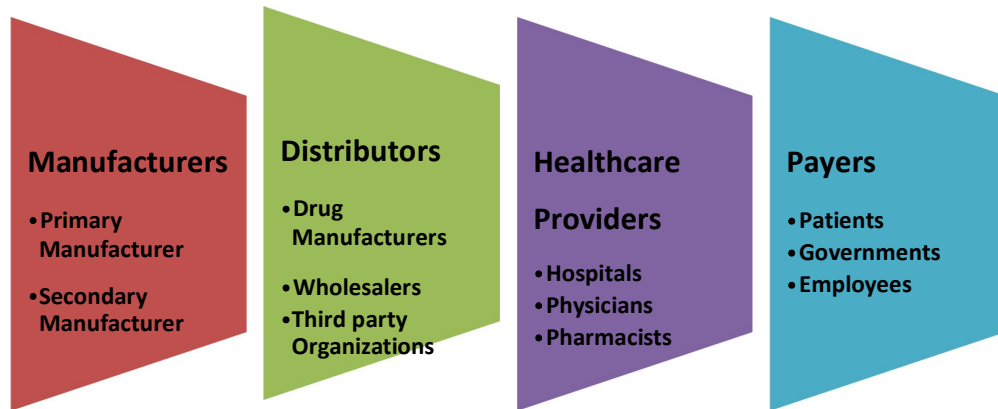 Manufacturers
•Primary
Manufacturer
•Secondary
Manufacturer
Distributors
•Drug
Manufacturers
•Wholesalers
•Third party
Organizations
Healthcare
Providers
•Hospitals
•Physicians
•Pharmacists
Payers
•Patients
•Governments
•Employees